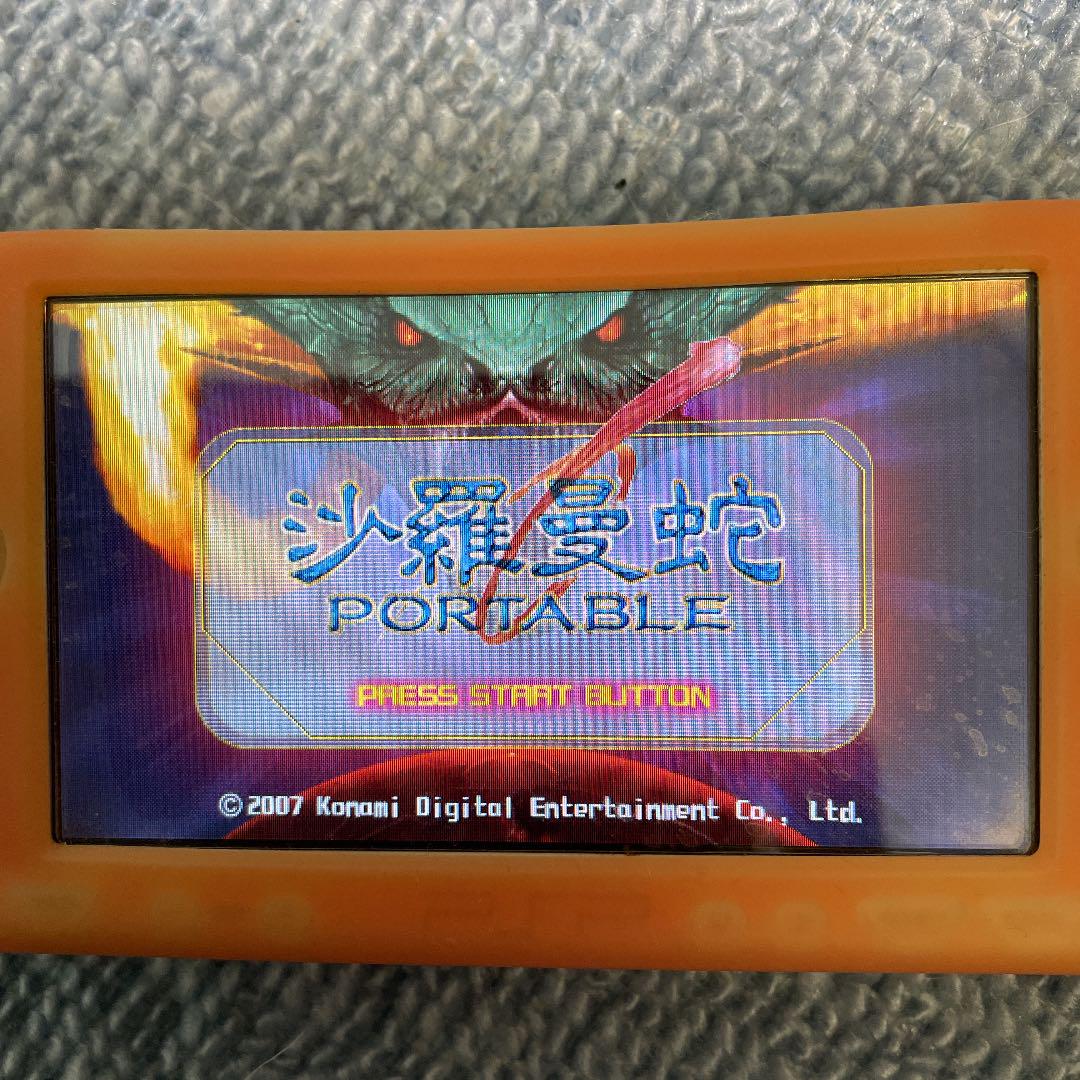 沙羅曼蛇
PORTABLE
PRESS START BUTTON
©2007 Konami Digital Entertainment Co., Ltd.